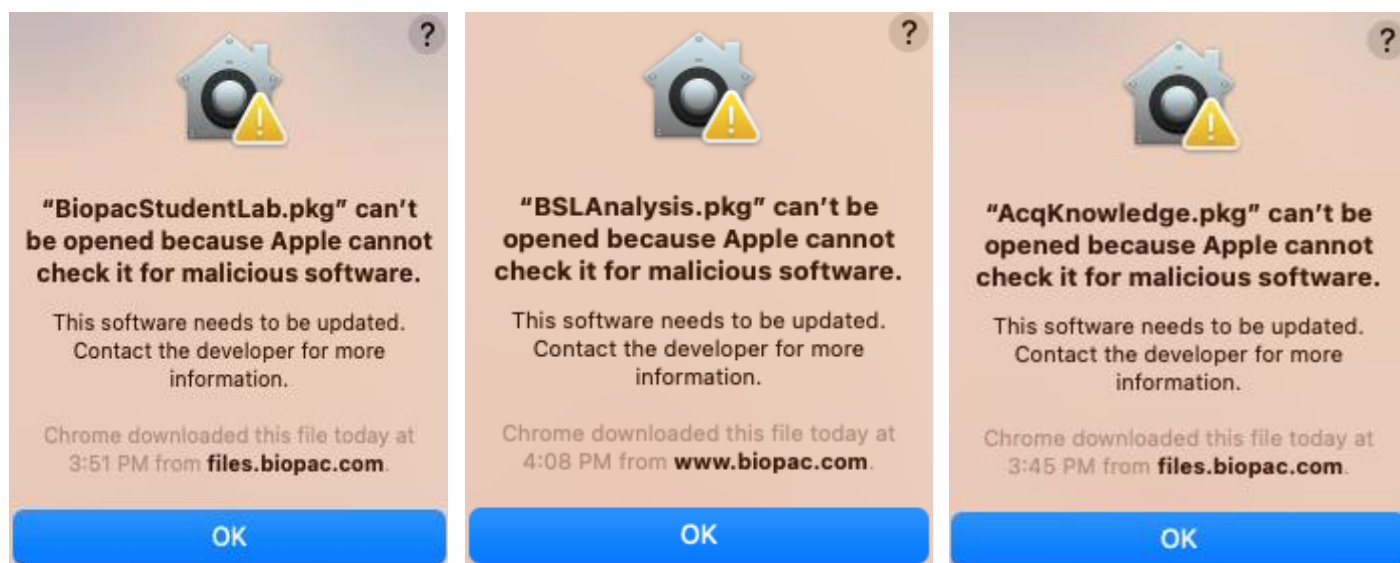 ?
“BiopacStudentLab.pkg” can’t
be opened because Apple cannot
check it for malicious software.
This software needs to be updated.
Contact the developer for more
information.
Chrome downloaded this file today at
3:51 PM from files.biopac.com.
OK
?
“BSLAnalysis.pkg” can’t be
opened because Apple cannot
check it for malicious software.
This software needs to be updated.
Contact the developer for more
information.
Chrome downloaded this file today at
4:08 PM from www.biopac.com.
OK
?
“AcqKnowledge.pkg” can’t be
opened because Apple cannot
check it for malicious software.
This software needs to be updated.
Contact the developer for more
information.
Chrome downloaded this file today at
3:45 PM from files.biopac.com.
OK